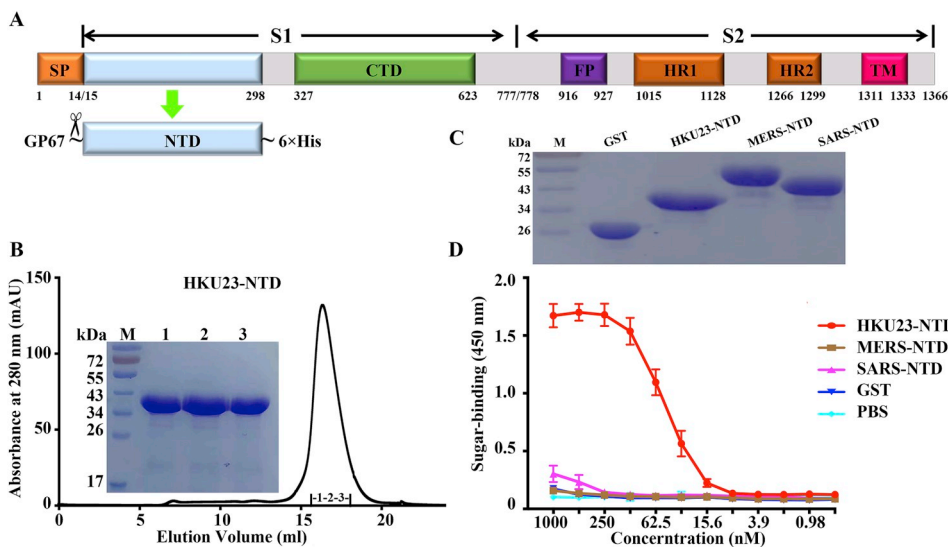 A
S1
S2
SP
CTD
FP
HR1
HR2
TM
1
14/15
298
327
623
777/778
916
927
1015
1128
1266
1299
1311
1333
1366
GP67
NTD
6×His
C
kDa
M
GST
HKU23-NTD
MERS-NTD
SARS-NTD
72
55
43
34
26
B
HKU23-NTD
Absorbance at 280 nm (mAU)
150
100
50
0
kDa
M
1
2
3
72
55
43
34
26
17
-1-2-3-
0
5
10
15
20
Elution Volume (ml)
D
Sugar-binding (450 nm)
2.0
1.5
1.0
0.5
0
1000
250
62.5
15.6
3.9
0.98
Concerntration (nM)
HKU23-NTI
MERS-NTD
SARS-NTD
GST
PBS